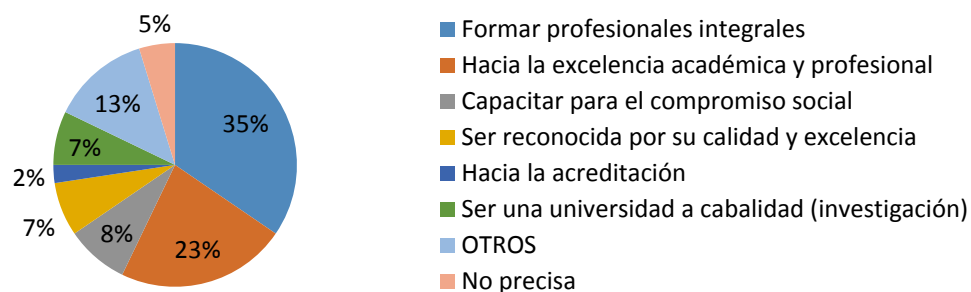 5%
13%
35%
7%
2%
7%
8%
23%
Formar profesionales integrales
Hacia la excelencia académica y profesional
Capacitar para el compromiso social
Ser reconocida por su calidad y excelencia
Hacia la acreditación
Ser una universidad a cabalidad (investigación)
OTROS
No precisa